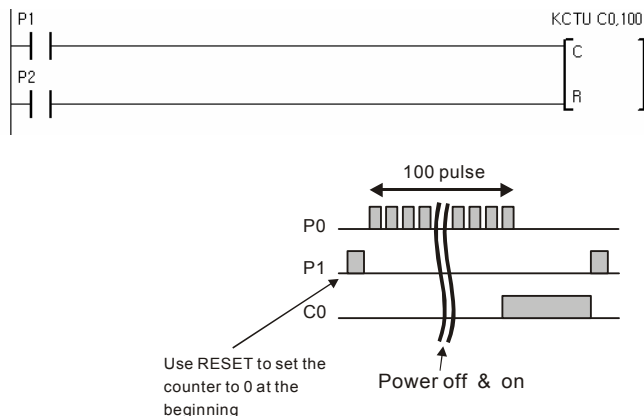 P1
KCTU C0,100
C
P2
R
100 pulse
P0
P1
C0
Use RESET to set the
counter to 0 at the
beginning
Power off & on